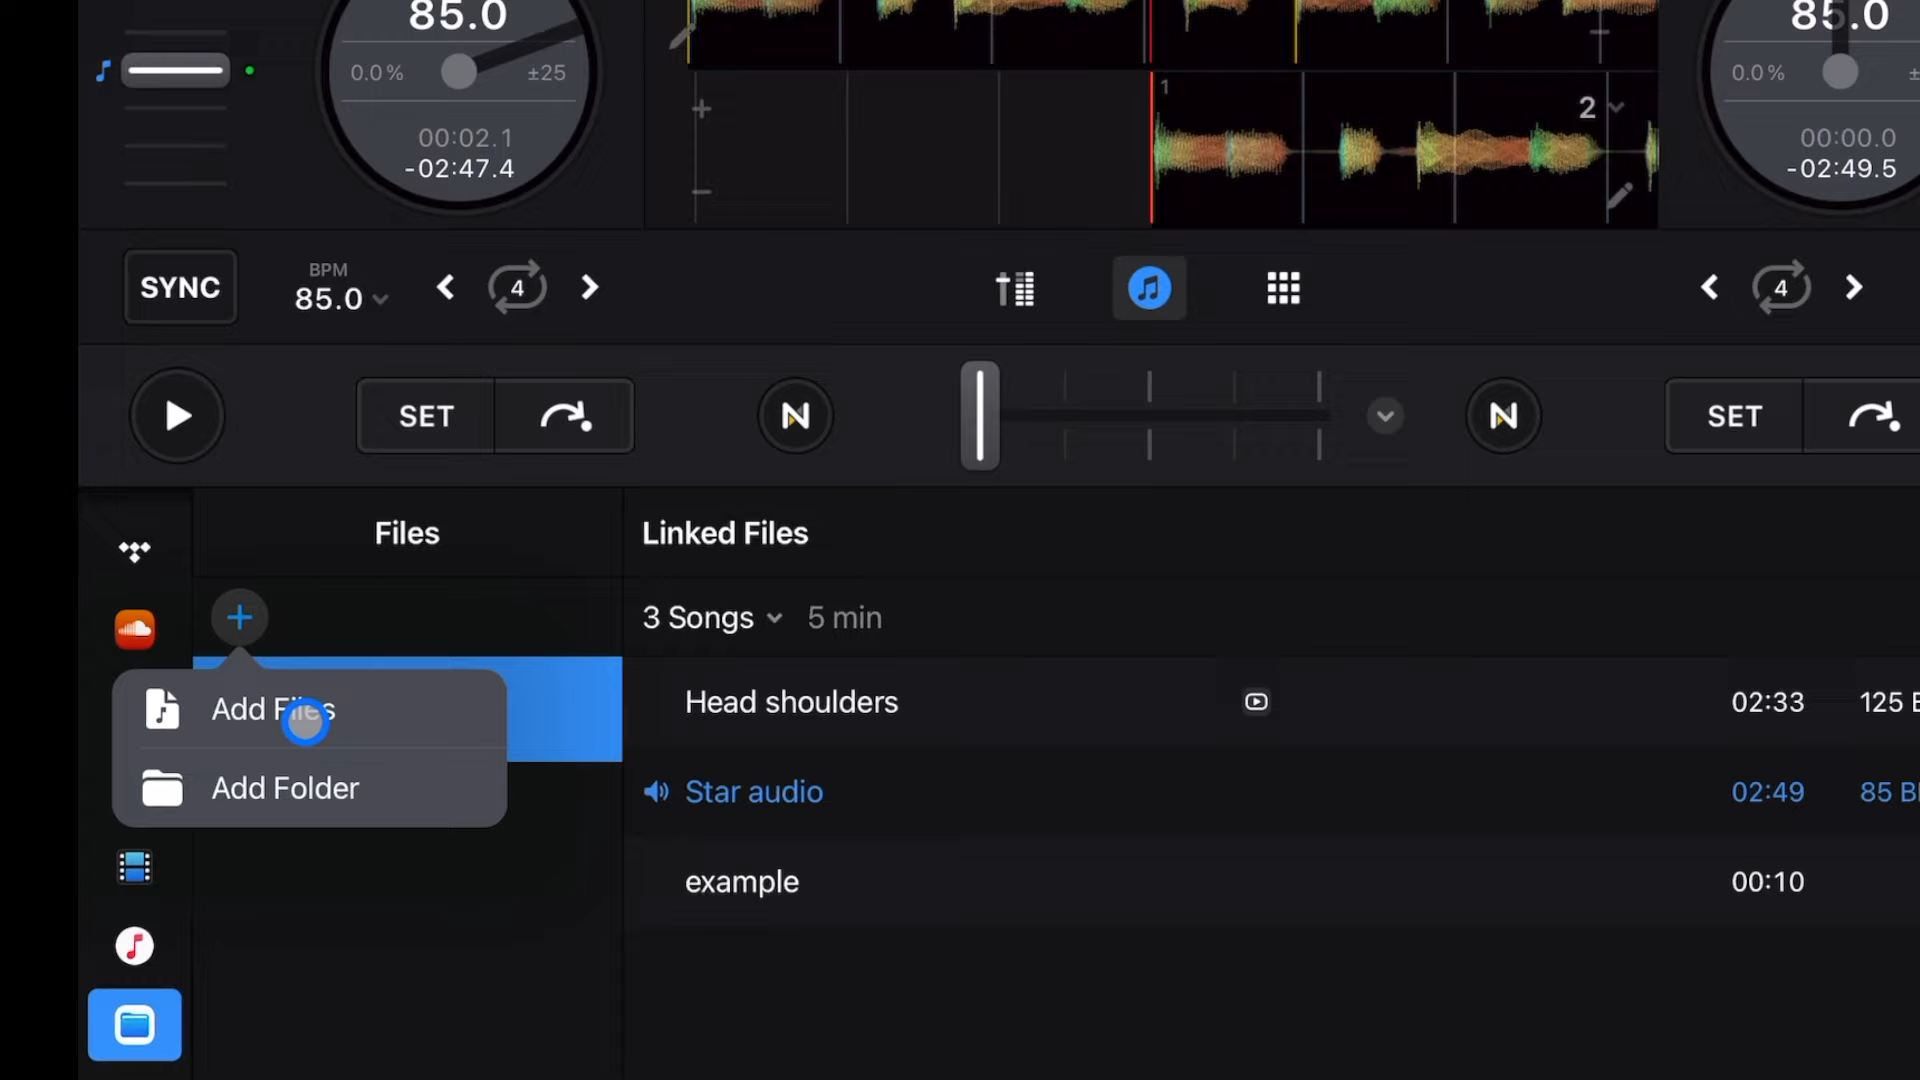 85.0
0.0%
±25
00:02.1
-02:47.4
1
2
85.0
0.0%
00:00.0
-02:49.5
SYNC
BPM
85.0
4
4
SET
N
N
SET
Files
Linked Files
3 Songs
5 min
Add Files
Add Folder
Head shoulders
02:33
125
Star audio
02:49
85
example
00:10